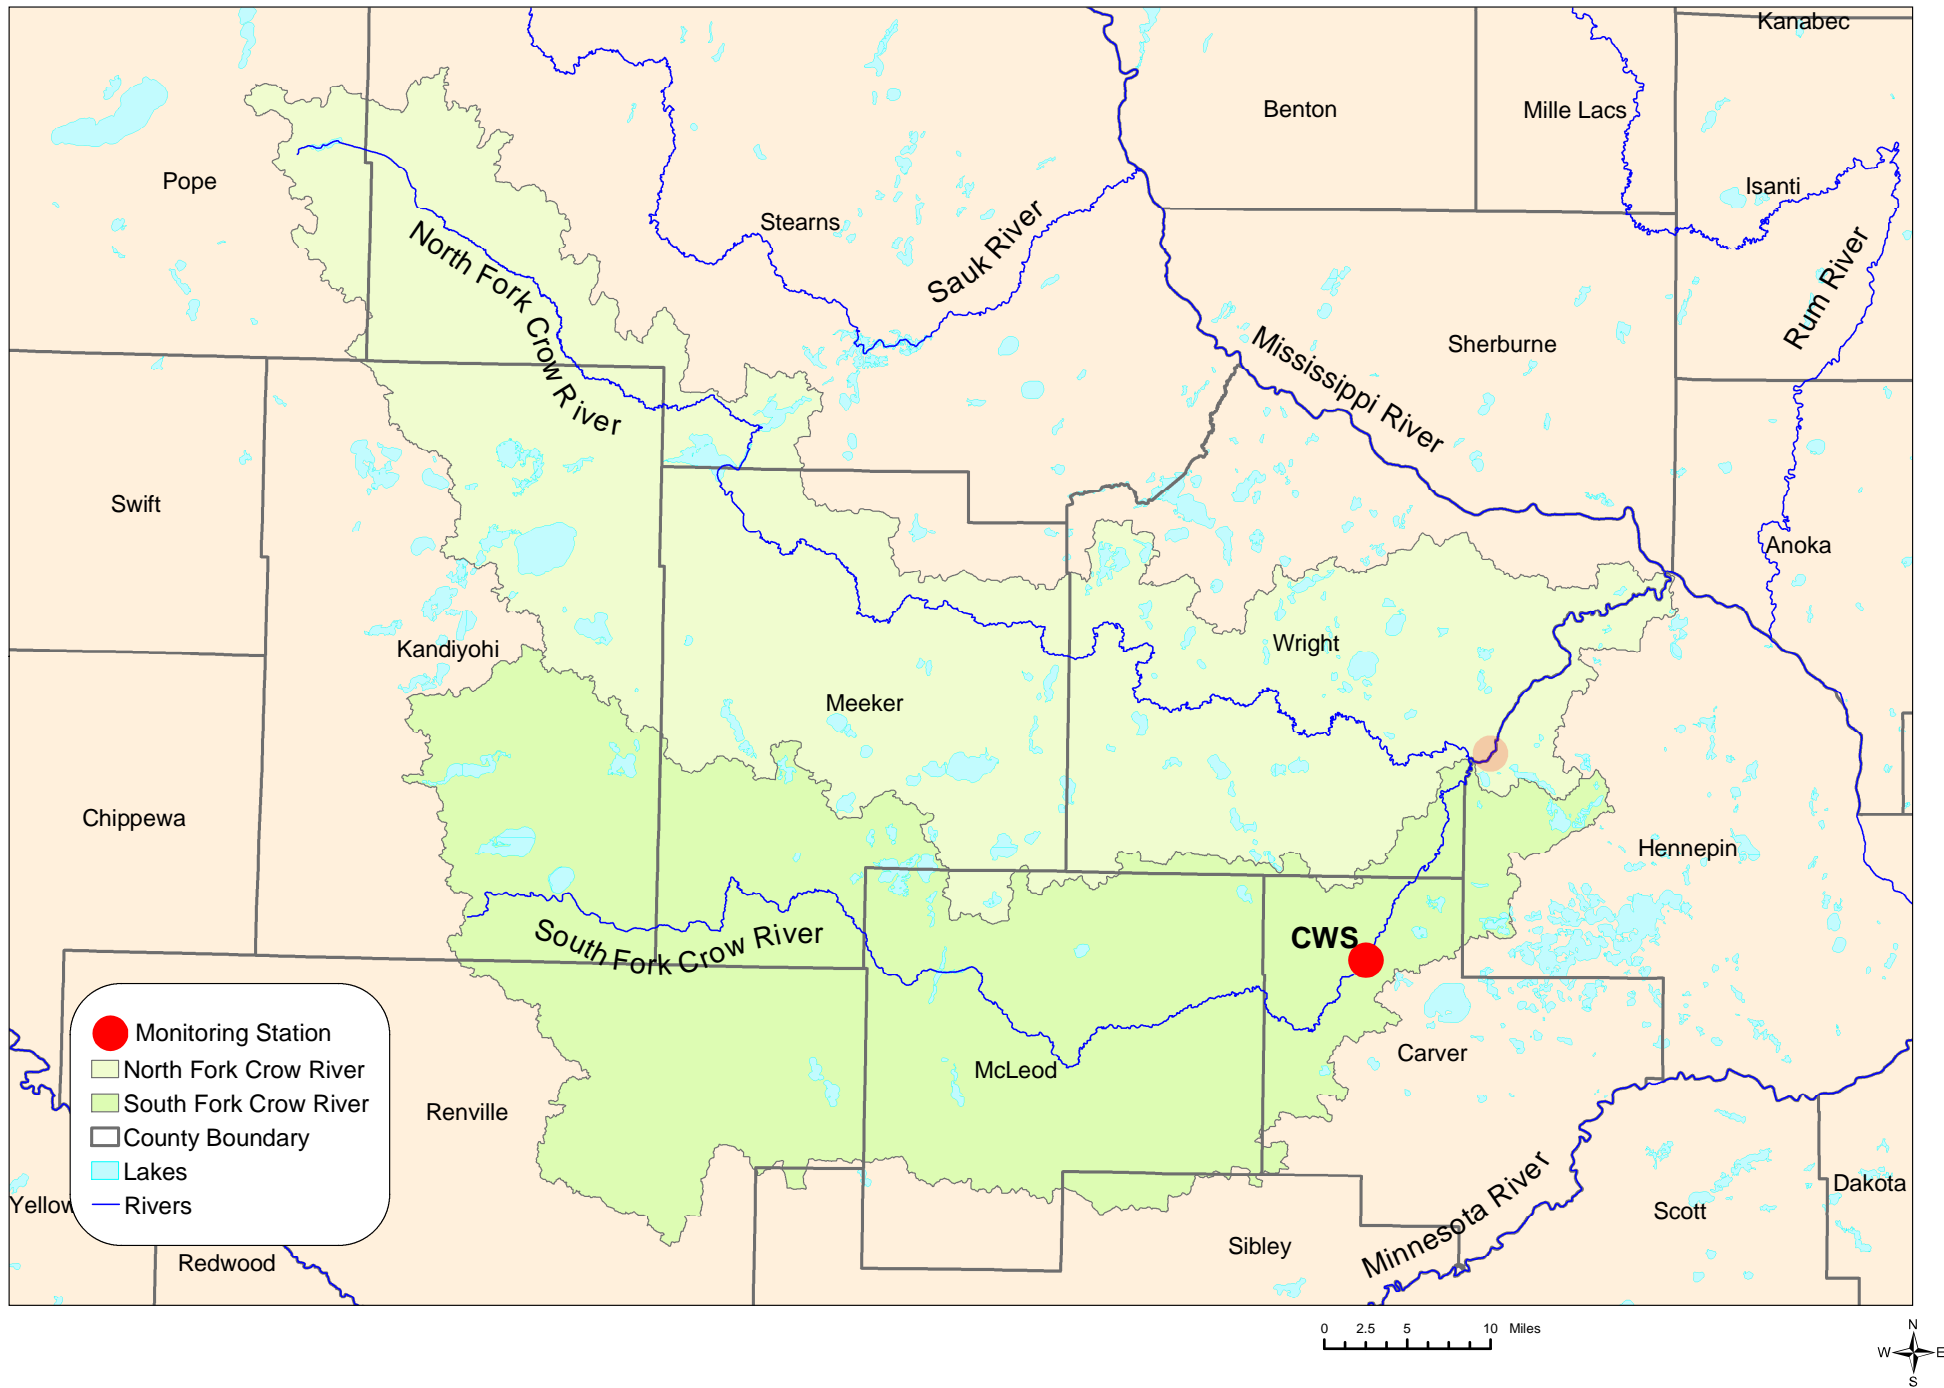 Kanabec
Benton
Mille Lacs
Pope
Isanti
Stearns
Sauk River
North Fork Crow River
Rum River
Mississippi River
Sherburne
Swift
Anoka
Kandiyohi
Wright
Meeker
Chippewa
Hennepin
South Fork Crow River
CWS
Carver
McLeod
Renville
Minnesota River
Dakota
Scott
Sibley
Yellow
Redwood
Monitoring Station
North Fork Crow River
South Fork Crow River
County Boundary
Lakes
Rivers
0 2.5 5 10 Miles
N
W E
S